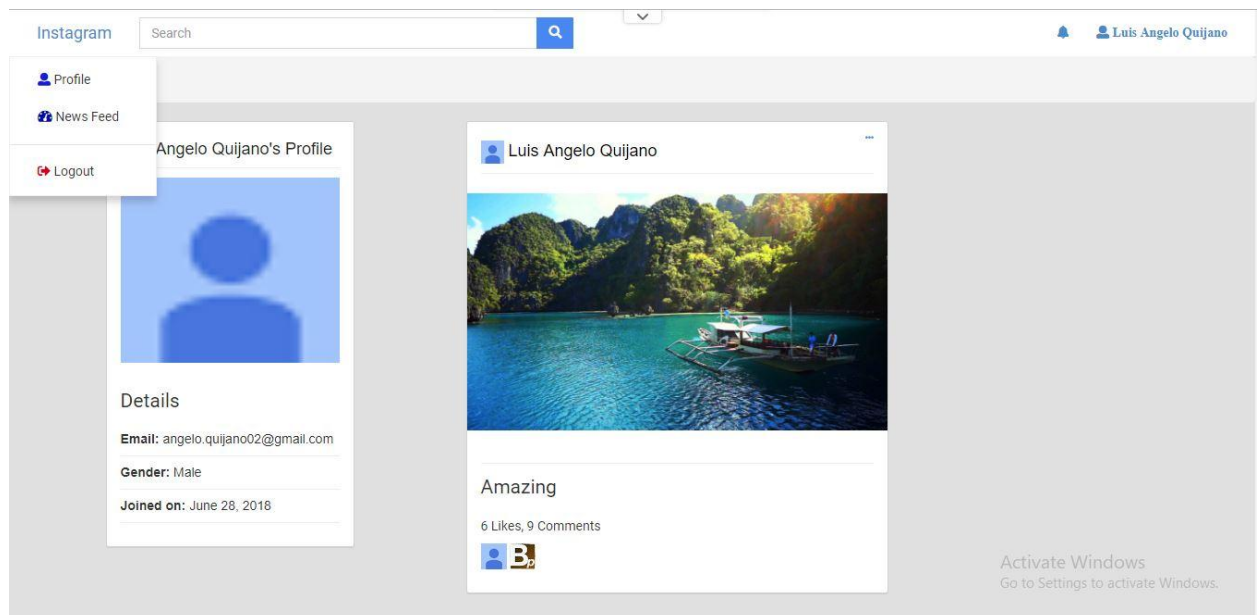 Instagram
Search
Luis Angelo Quijano
Profile
News Feed
Logout
Angelo Quijano's Profile
Details
Email: angelo.quijano02@gmail.com
Gender: Male
Joined on: June 28, 2018
Luis Angelo Quijano
Amazing
6 Likes, 9 Comments
Bp
Activate Windows
Go to Settings to activate Windows.